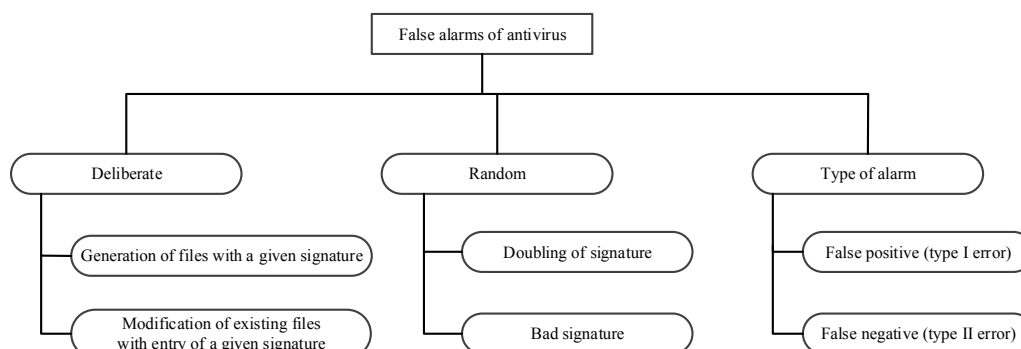 False alarms of antivirus
Deliberate
Generation of files with a given signature
Modification of existing files
with entry of a given signature
Random
Doubling of signature
Bad signature
Type of alarm
False positive (type I error)
False negative (type II error)